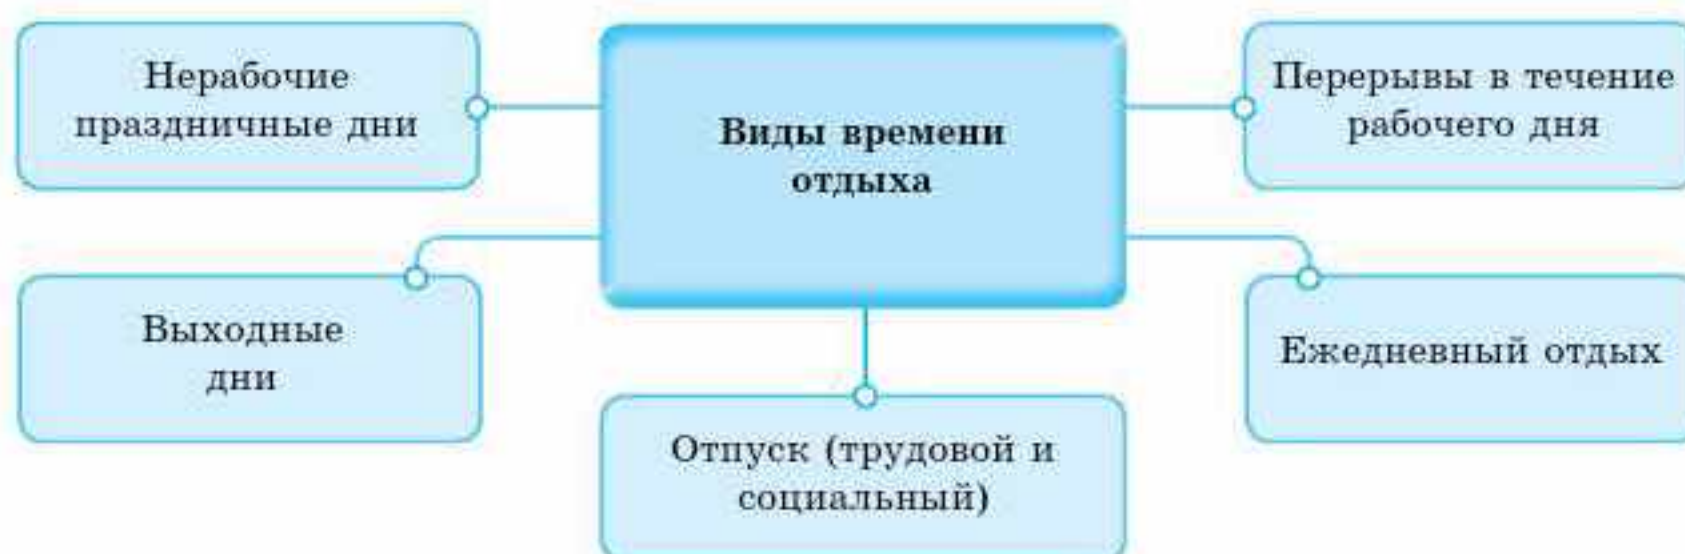 Нерабочие
праздничные дни
Виды времени
отдыха
Перерывы в течение
рабочего дня
Выходные
дни
Ежедневный отдых
Отпуск (трудовой и
социальный)